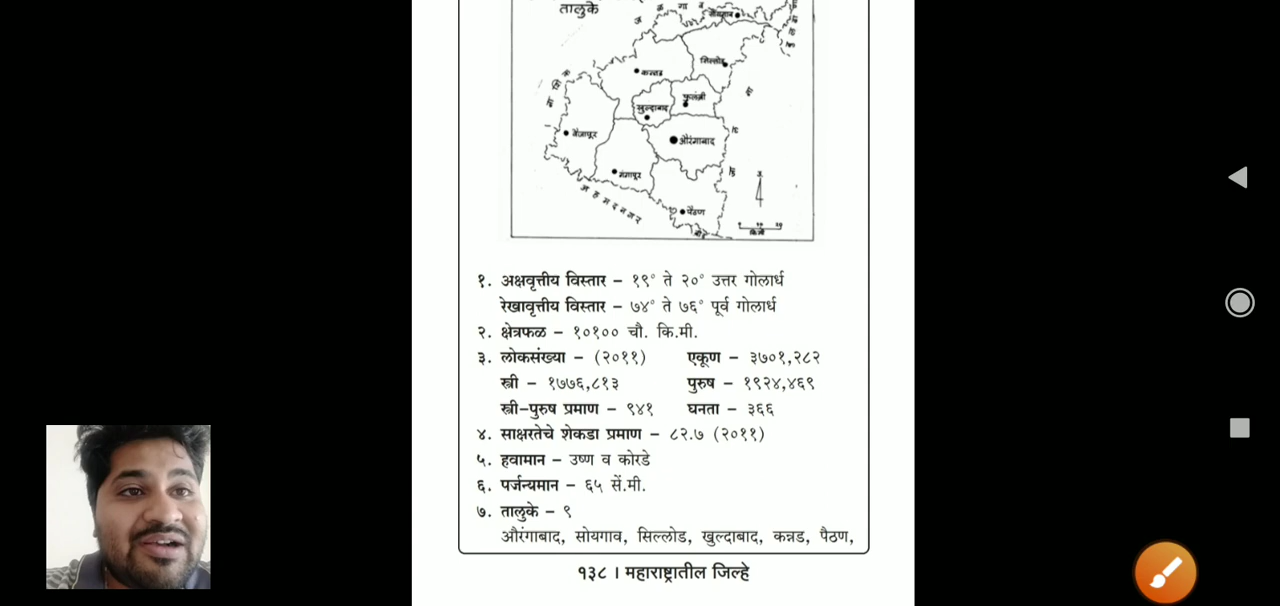 तालुके
सोयगाव
सिल्लोड
कन्नड
फुलंब्री
खुल्दाबाद
वैजापूर
औरंगाबाद
गंगापूर
अहमदनगर
पैठण
कि.मी.
१. अक्षवृत्तीय विस्तार – १९° ते २०° उत्तर गोलार्ध
रेखावृत्तीय विस्तार – ७४° ते ७६° पूर्व गोलार्ध
२. क्षेत्रफळ – १०१०० चौ. कि.मी.
३. लोकसंख्या – (२०११) एकूण – ३७०१,२८२
स्त्री – १७७६,८१३ पुरुष – १९२४,४६९
स्त्री-पुरुष प्रमाण – ९४१ घनता – ३६६
४. साक्षरतेचे शेकडा प्रमाण – ८२.७ (२०११)
५. हवामान – उष्ण व कोरडे
६. पर्जन्यमान – ६५ सें.मी.
७. तालुके – ९
औरंगाबाद, सोयगाव, सिल्लोड, खुल्दाबाद, कन्नड, पैठण,
१३८ । महाराष्ट्रातील जिल्हे